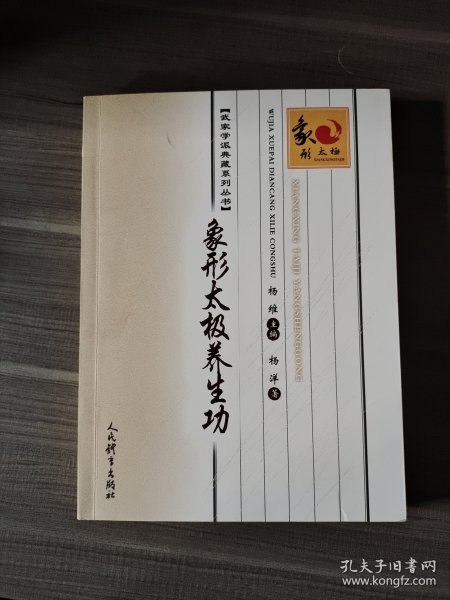 象
形 太极
XIANGXINGTAIJI
XIANGXING TAIJI YANGSHENGGONG
WUJIA XUEPAI DIANCANG XILIE CONGSHU
杨维 主编 杨洋 著
【武家学派典藏系列丛书】
象形太极养生功
人民体育出版社
孔夫子旧书网
www.kongfz.com